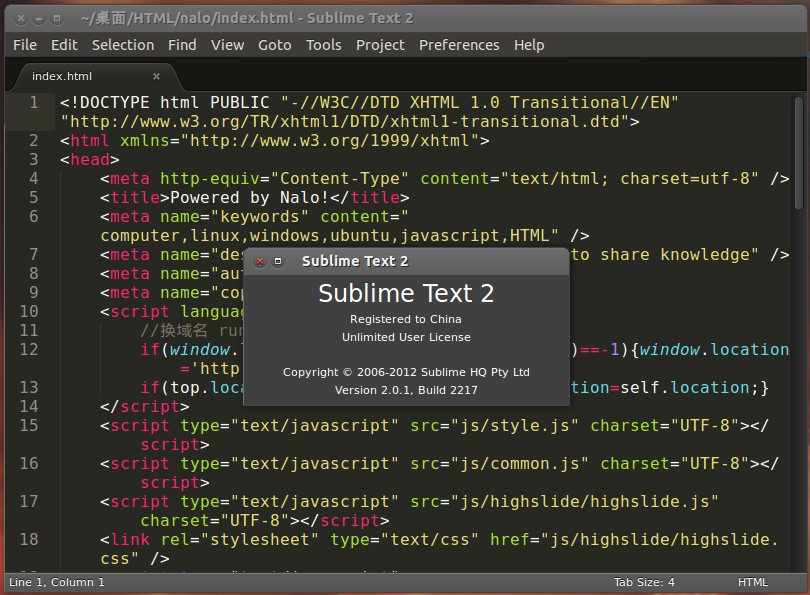 ~/桌面/HTML/nalo/index.html - Sublime Text 2
File Edit Selection Find View Goto Tools Project Preferences Help
index.html ×
1 <!DOCTYPE html PUBLIC "-//W3C//DTD XHTML 1.0 Transitional//EN"
"http://www.w3.org/TR/xhtml1/DTD/xhtml1-transitional.dtd">
2 <html xmlns="http://www.w3.org/1999/xhtml">
3 <head>
4 <meta http-equiv="Content-Type" content="text/html; charset=utf-8" />
5 <title>Powered by Nalo!</title>
6 <meta name="keywords" content="
computer,linux,windows,ubuntu,javascript,HTML" />
7 <meta name="des to share knowledge" />
8 <meta name="au
9 <meta name="cop
10 <script langua
11 //换域名 run
12 if(window. )==-1){window.location
='http
13 if(top.loca tion=self.location;}
14 </script>
15 <script type="text/javascript" src="js/style.js" charset="UTF-8"></
script>
16 <script type="text/javascript" src="js/common.js" charset="UTF-8"></
script>
17 <script type="text/javascript" src="js/highslide/highslide.js"
charset="UTF-8"></script>
18 <link rel="stylesheet" type="text/css" href="js/highslide/highslide.
css" />
Sublime Text 2
Sublime Text 2
Registered to China
Unlimited User License
Copyright © 2006-2012 Sublime HQ Pty Ltd
Version 2.0.1, Build 2217
Line 1, Column 1 Tab Size: 4 HTML